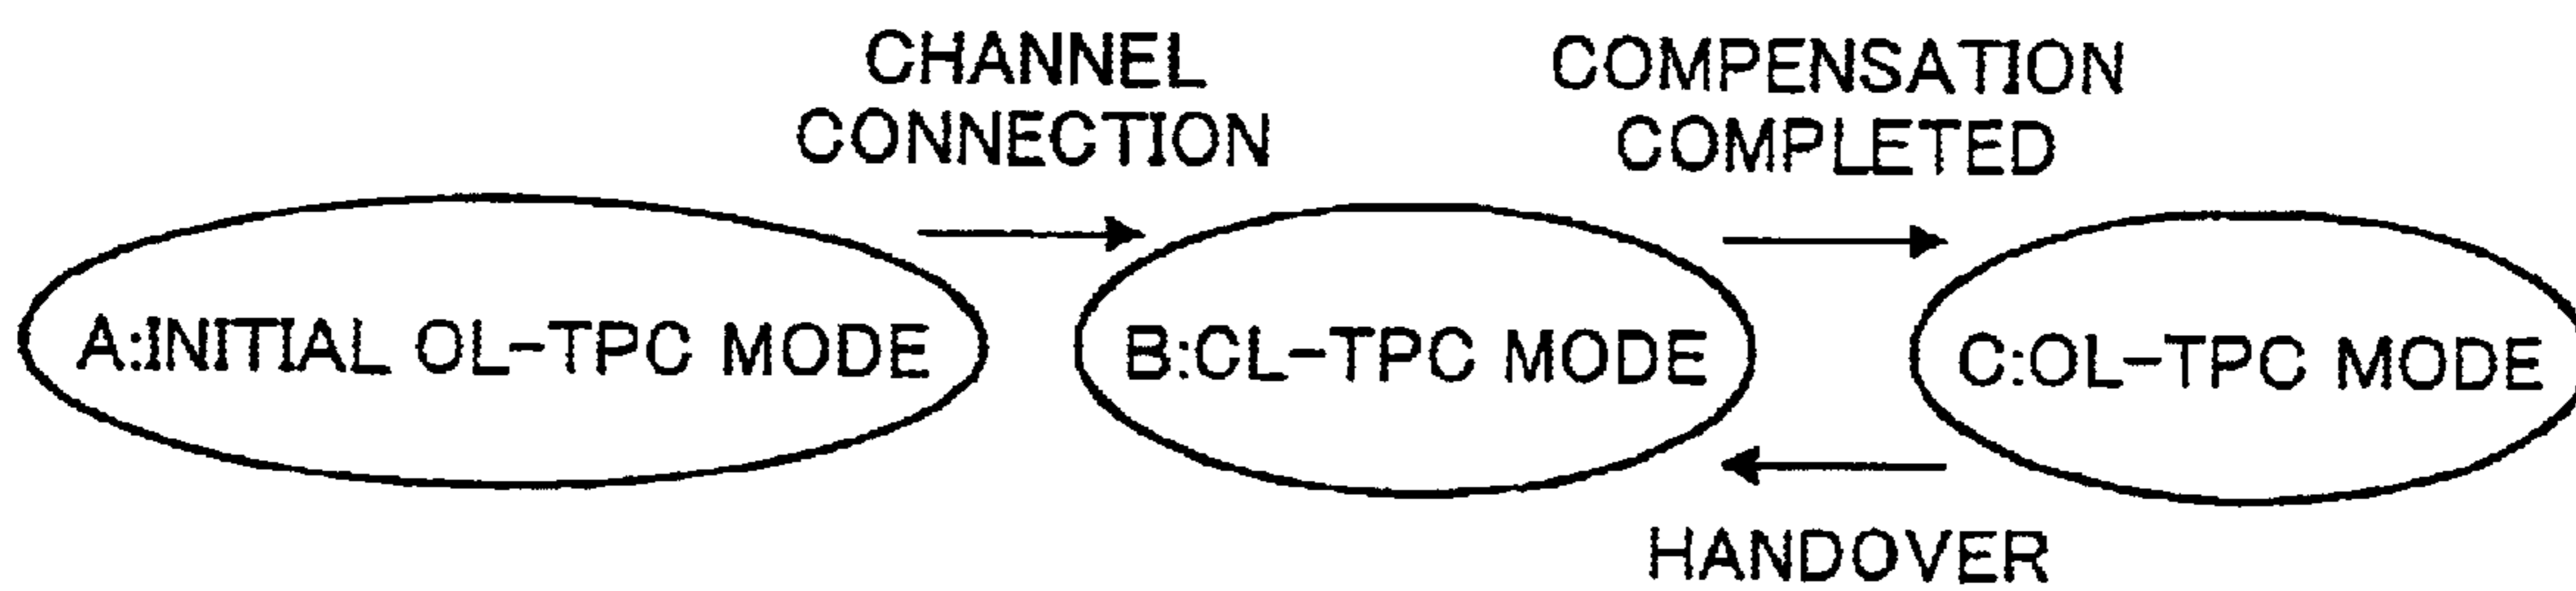 CHANNEL
CONNECTION
COMPENSATION
COMPLETED
A:INITIAL OL-TPC MODE
B:CL-TPC MODE
C:OL-TPC MODE
HANDOVER